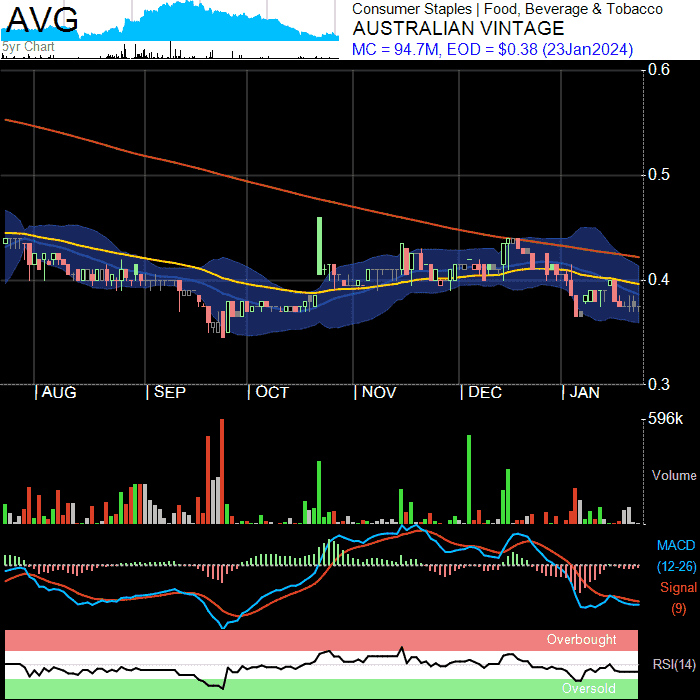 AVG
5yr Chart
Consumer Staples | Food, Beverage & Tobacco
AUSTRALIAN VINTAGE
MC = 94.7M, EOD = $0.38 (23Jan2024)
0.6
0.5
0.4
0.3
| AUG | SEP | OCT | NOV | DEC | JAN
596k
Volume
MACD
(12-26)
Signal
(9)
Overbought
RSI(14)
Oversold